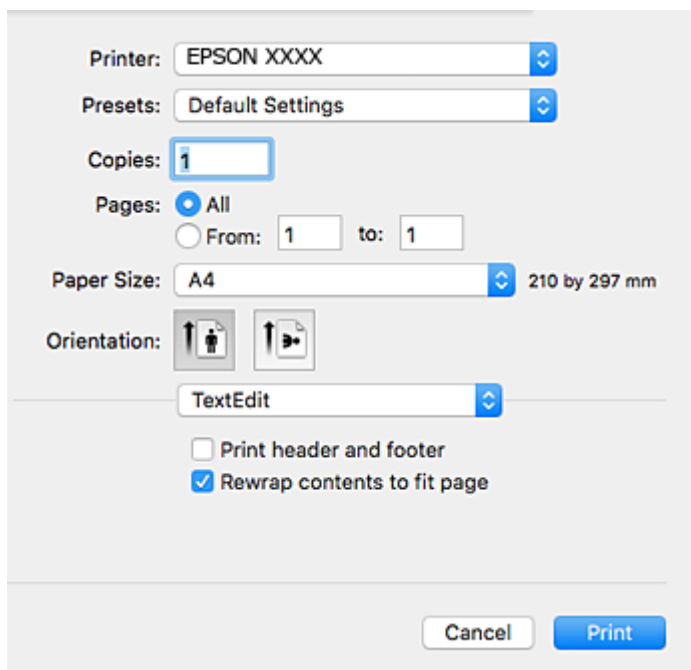 Printer: EPSON XXXX
Presets: Default Settings
Copies: 1
Pages: All
From: 1 to: 1
Paper Size: A4 210 by 297 mm
Orientation:
TextEdit
Print header and footer
Rewrap contents to fit page
Cancel Print